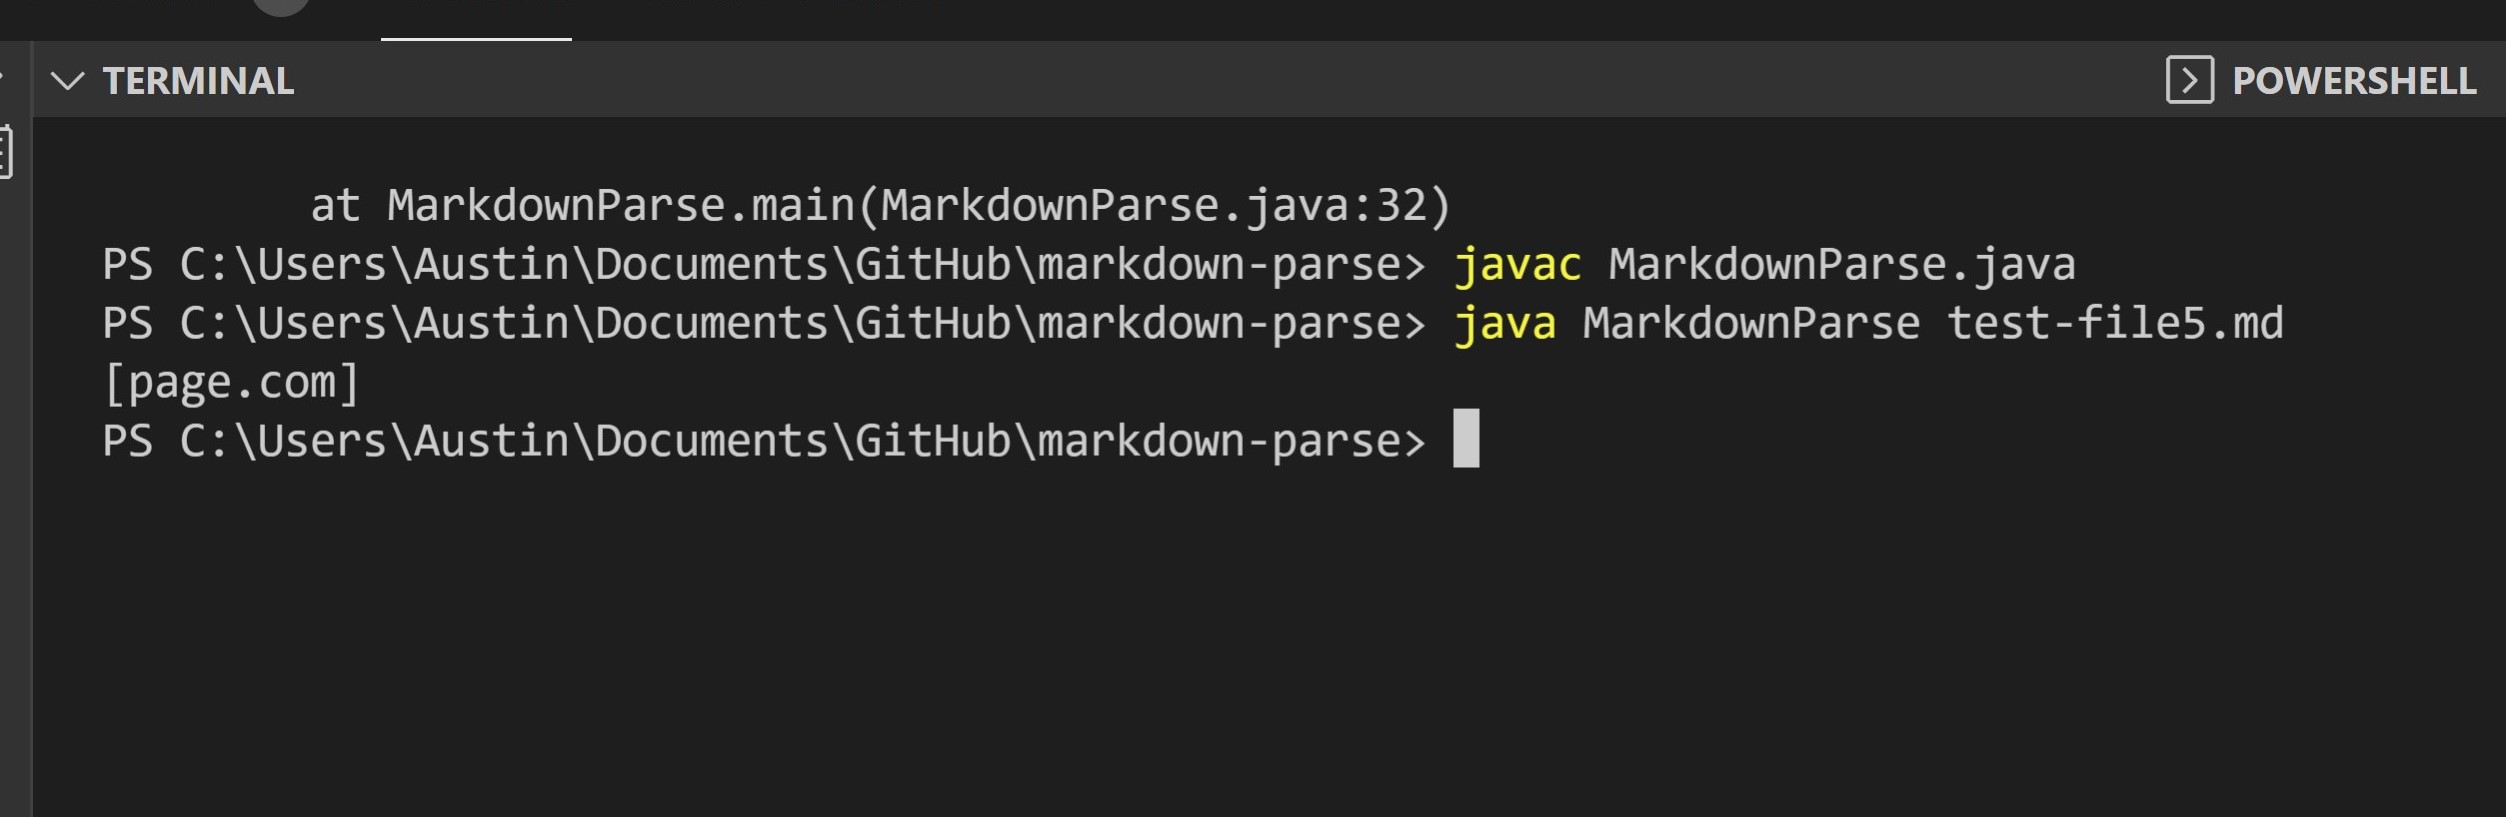 TERMINAL
POWERSHELL
at MarkdownParse.main(MarkdownParse.java:32)
PS C:\Users\Austin\Documents\GitHub\markdown-parse> javac MarkdownParse.java
PS C:\Users\Austin\Documents\GitHub\markdown-parse> java MarkdownParse test-file5.md
[page.com]
PS C:\Users\Austin\Documents\GitHub\markdown-parse>